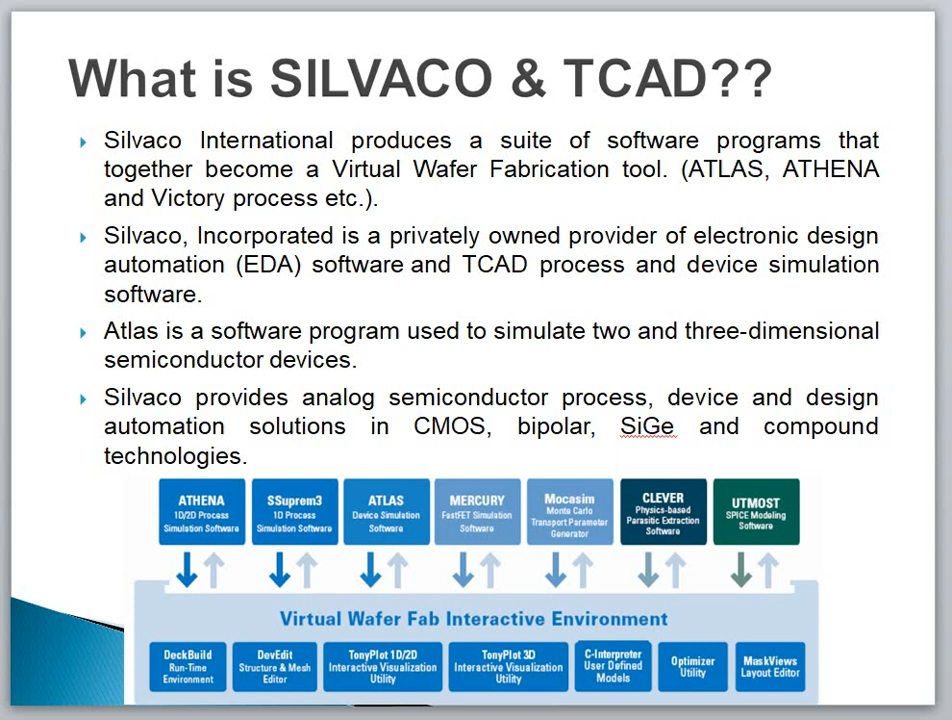 What is SILVACO & TCAD??
Silvaco International produces a suite of software programs that
together become a Virtual Wafer Fabrication tool. (ATLAS, ATHENA
and Victory process etc.).
Silvaco, Incorporated is a privately owned provider of electronic design
automation (EDA) software and TCAD process and device simulation
software.
Atlas is a software program used to simulate two and three-dimensional
semiconductor devices.
Silvaco provides analog semiconductor process, device and design
automation solutions in CMOS, bipolar, SiGe and compound
technologies.
ATHENA
1D/2D Process
Simulation Software
SSuprem3
1D Process
Simulation Software
ATLAS
Device Simulation
Software
MERCURY
FastFET Simulation
Software
Mocasim
Monte Carlo
Transport Parameter
Generator
CLEVER
Physics-based
Parasitic Extraction
Software
UTMOST
SPICE Modeling
Software
Virtual Wafer Fab Interactive Environment
DeckBuild
Run-Time
Environment
DevEdit
Structure & Mesh
Editor
TonyPlot 1D/2D
Interactive Visualization
Utility
TonyPlot 3D
Interactive Visualization
Utility
C-Interpreter
User Defined
Models
Optimizer
Utility
MaskViews
Layout Editor